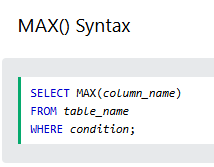 MAX() Syntax
SELECT MAX(column_name)
FROM table_name
WHERE condition;